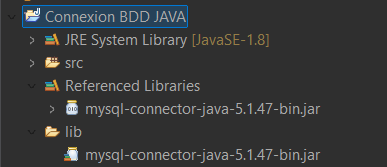 Connexion BDD JAVA
JRE System Library [JavaSE-1.8]
src
Referenced Libraries
mysql-connector-java-5.1.47-bin.jar
lib
mysql-connector-java-5.1.47-bin.jar